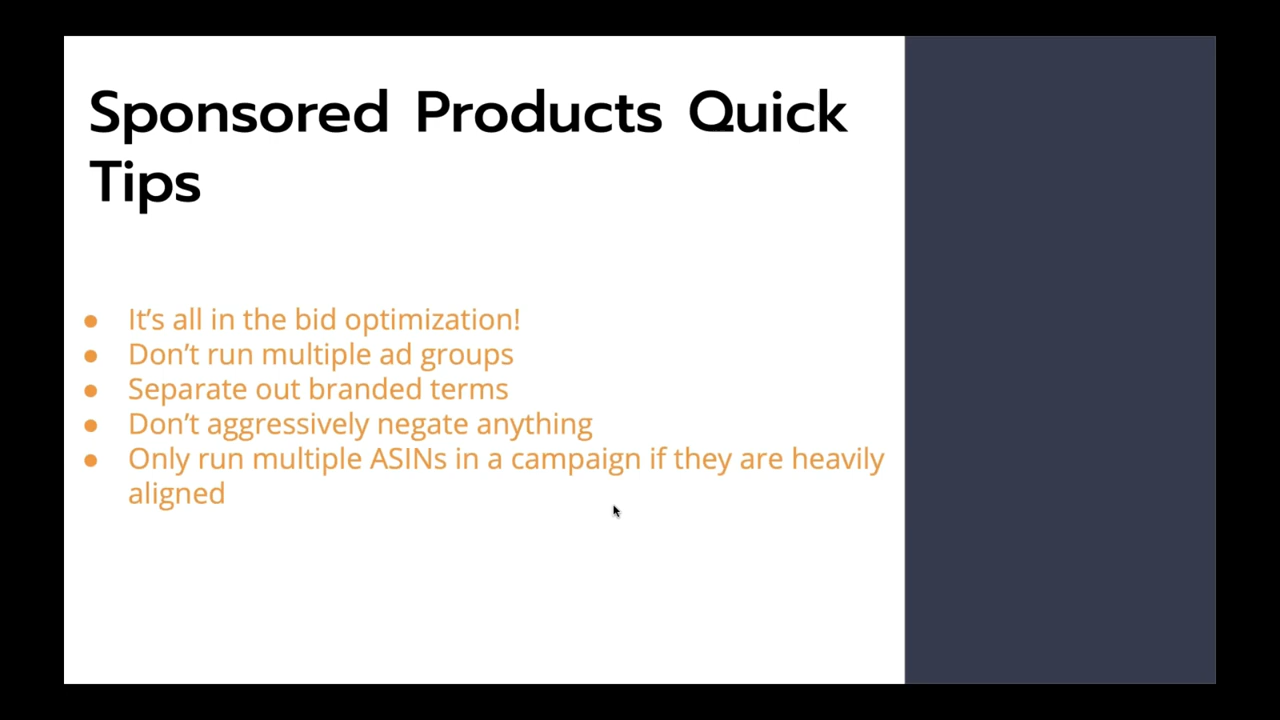 Sponsored Products Quick
Tips
● It’s all in the bid optimization!
● Don’t run multiple ad groups
● Separate out branded terms
● Don’t aggressively negate anything
● Only run multiple ASINs in a campaign if they are heavily
aligned